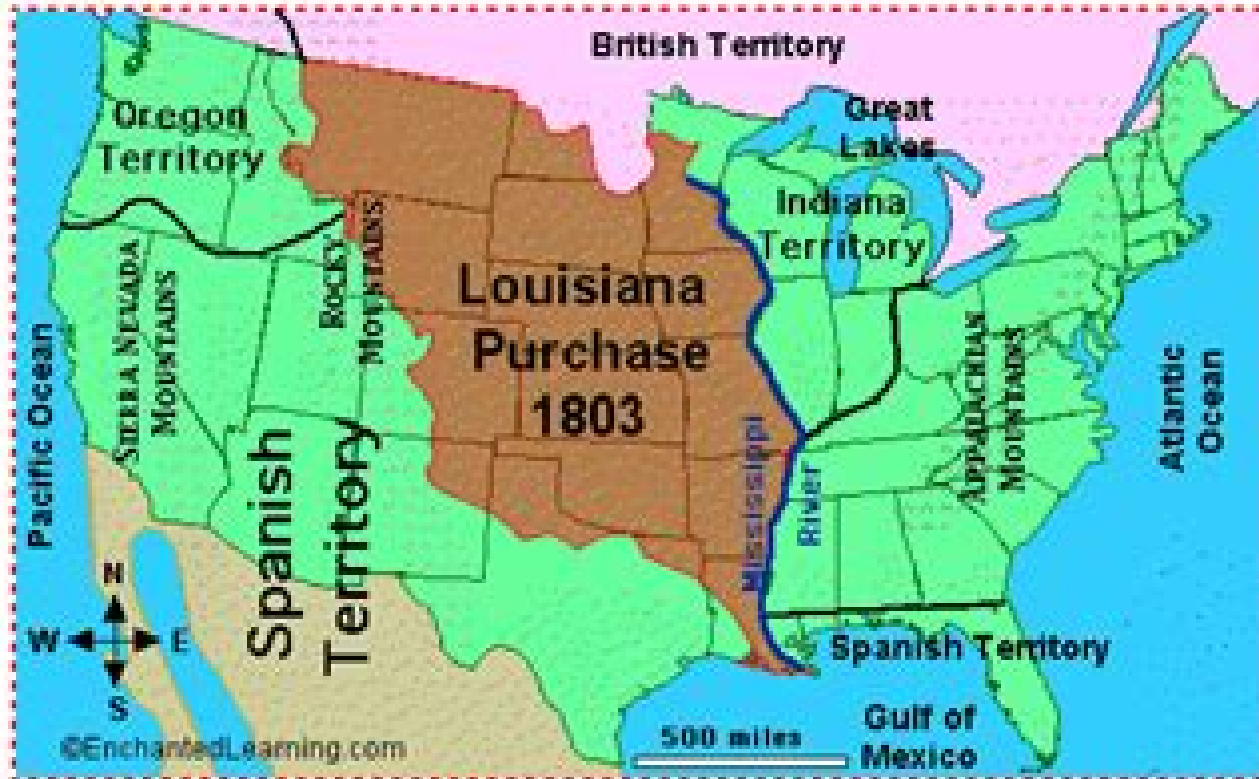 British Territory
Great
Lakes
Oregon
Territory
Indiana
Territory
SIERRA NEVADA
MOUNTAINS
ROCKY
MOUNTAINS
Louisiana
Purchase
1803
APPALACHIAN
MOUNTAINS
Pacific Ocean
Atlantic
Ocean
Spanish
Territory
Mississippi
River
N
W E
S
Spanish Territory
Gulf of
Mexico
500 miles
©EnchantedLearning.com